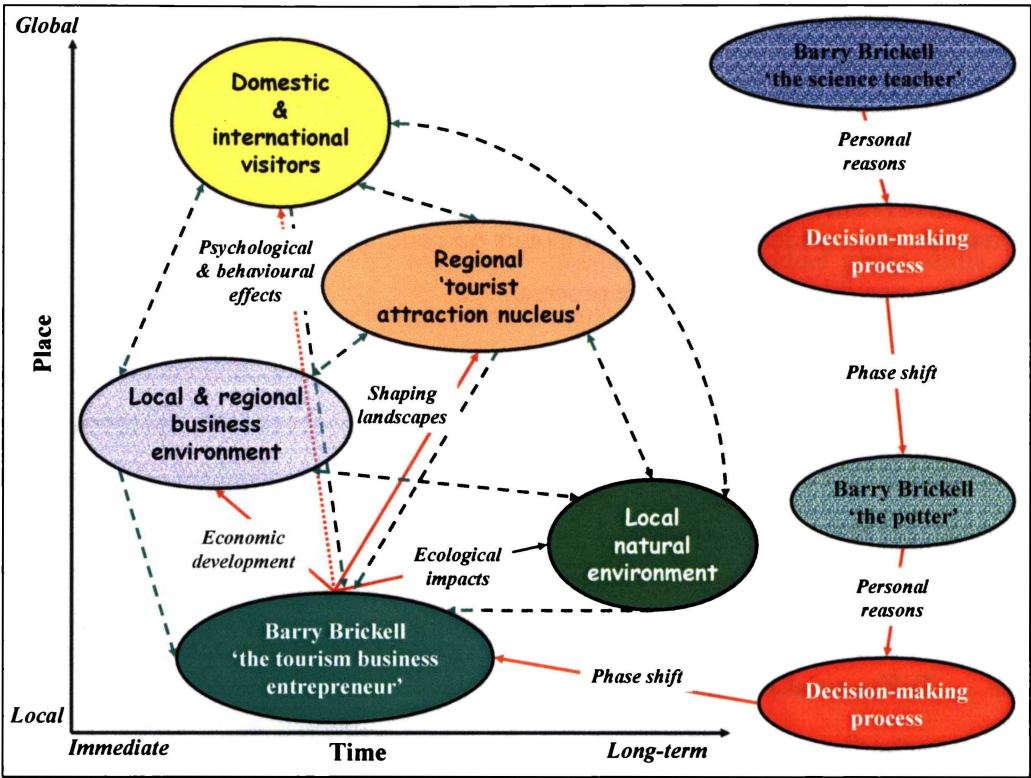 Global
Domestic
&
international
visitors
Barry Brickell
‘the science teacher’
Personal
reasons
Psychological
& behavioural
effects
Regional
‘tourist
attraction nucleus’
Decision-making
process
Place
Local & regional
business
environment
Shaping
landscapes
Phase shift
Economic
development
Ecological
impacts
Local
natural
environment
Barry Brickell
‘the potter’
Personal
reasons
Barry Brickell
‘the tourism business
entrepreneur’
Phase shift
Decision-making
process
Local
Immediate
Time
Long-term